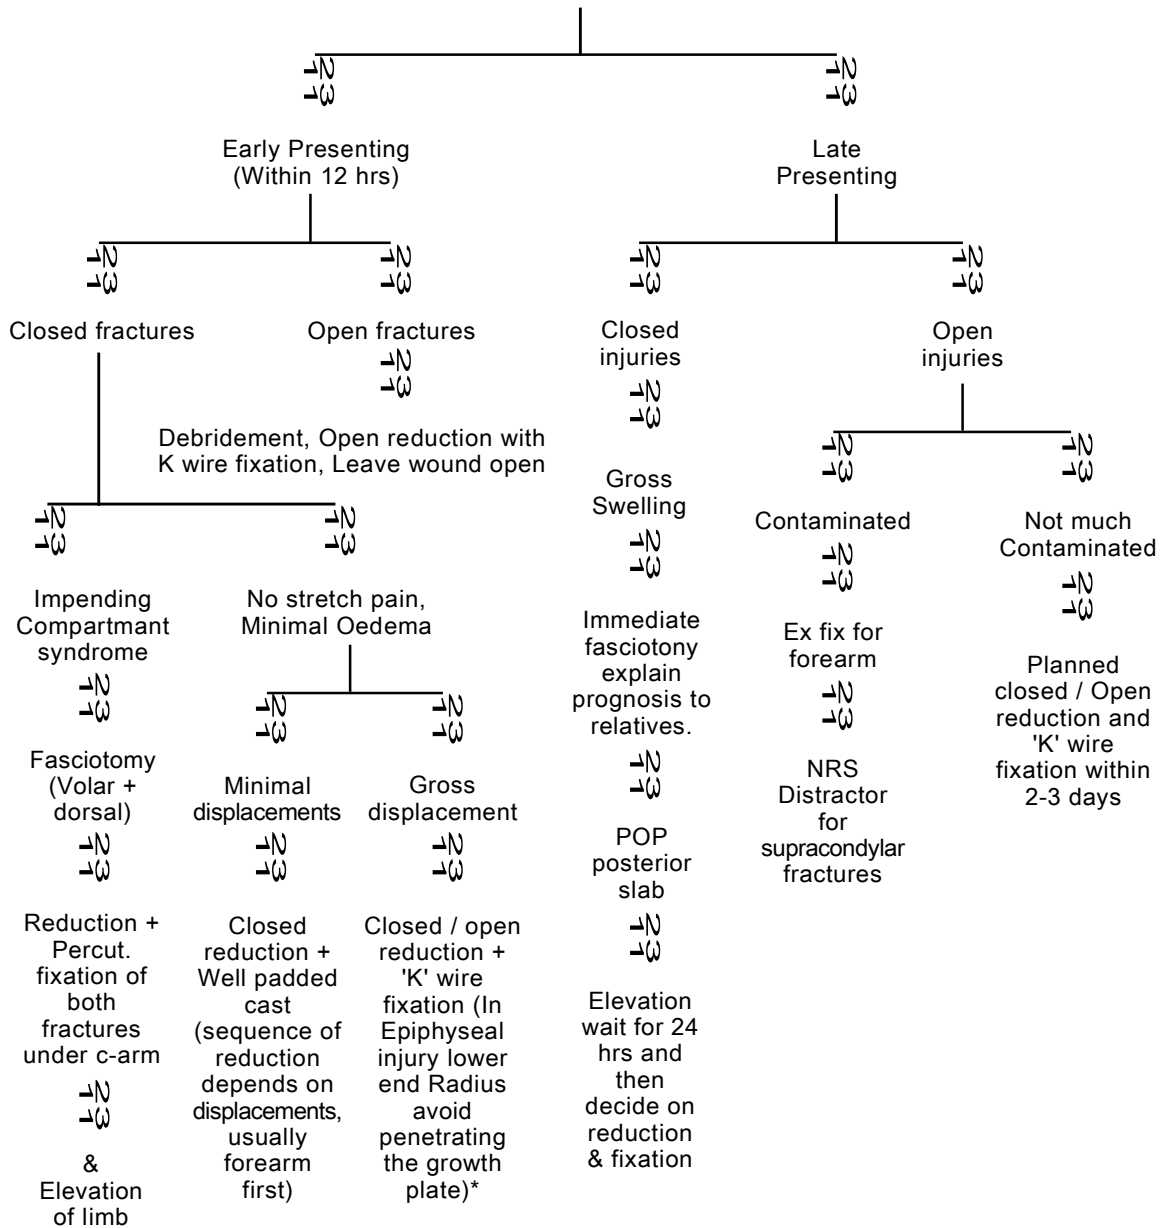 Early Presenting
(Within 12 hrs)
Late
Presenting
Closed fractures
Open fractures
Closed
injuries
Open
injuries
Debridement, Open reduction with
K wire fixation, Leave wound open
Gross
Swelling
Contaminated
Not much
Contaminated
Impending
Compartmant
syndrome
No stretch pain,
Minimal Oedema
Immediate
fasciotony
explain
prognosis to
relatives.
Ex fix for
forearm
Planned
closed / Open
reduction and
'K' wire
fixation within
2-3 days
Fasciotomy
(Volar +
dorsal)
Minimal
displacements
Gross
displacement
NRS
Distractor
for
supracondylar
fractures
POP
posterior
slab
Reduction +
Percut.
fixation of
both
fractures
under c-arm
Closed
reduction +
Well padded
cast
(sequence of
reduction
depends on
displacements,
usually
forearm
first)
Closed / open
reduction +
'K' wire
fixation (In
Epiphyseal
injury lower
end Radius
avoid
penetrating
the growth
plate)*
Elevation
wait for 24
hrs and
then
decide on
reduction
& fixation
&
Elevation
of limb